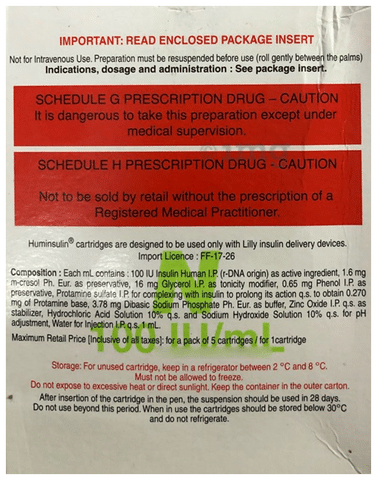 IMPORTANT: READ ENCLOSED PACKAGE INSERT
Not for Intravenous Use. Preparation must be resuspended before use (roll gently between the palms)
Indications, dosage and administration : See package insert.
SCHEDULE G PRESCRIPTION DRUG – CAUTION
It is dangerous to take this preparation except under
medical supervision.
SCHEDULE H PRESCRIPTION DRUG - CAUTION
Not to be sold by retail without the prescription of a
Registered Medical Practitioner.
Huminsulin® cartridges are designed to be used only with Lilly insulin delivery devices.
Import Licence : FF-17-26
Composition : Each mL contains : 100 IU Insulin Human I.P. (r-DNA origin) as active ingredient, 1.6 mg
m-cresol Ph. Eur. as preservative, 16 mg Glycerol I.P. as tonicity modifier, 0.65 mg Phenol I.P. as
preservative, Protamine sulfate I.P. for complexing with insulin to prolong its action q.s. to obtain 0.270
mg of Protamine base, 3.78 mg Dibasic Sodium Phosphate Ph. Eur. as buffer, Zinc Oxide I.P. q.s. as
stabilizer, Hydrochloric Acid Solution 10% q.s. and Sodium Hydroxide Solution 10% q.s. for pH
adjustment, Water for Injection I.P. q.s. 1 mL.
N
100 IU/mL
Maximum Retail Price [Inclusive of all taxes]: for a pack of 5 cartridges / for 1cartridge
Storage: For unused cartridge, keep in a refrigerator between 2 °C and 8 °C.
Must not be allowed to freeze.
Do not expose to excessive heat or direct sunlight. Keep the container in the outer carton.
After insertion of the cartridge in the pen, the suspension should be used in 28 days.
Do not use beyond this period. When in use the cartridges should be stored below 30°C
and do not refrigerate.